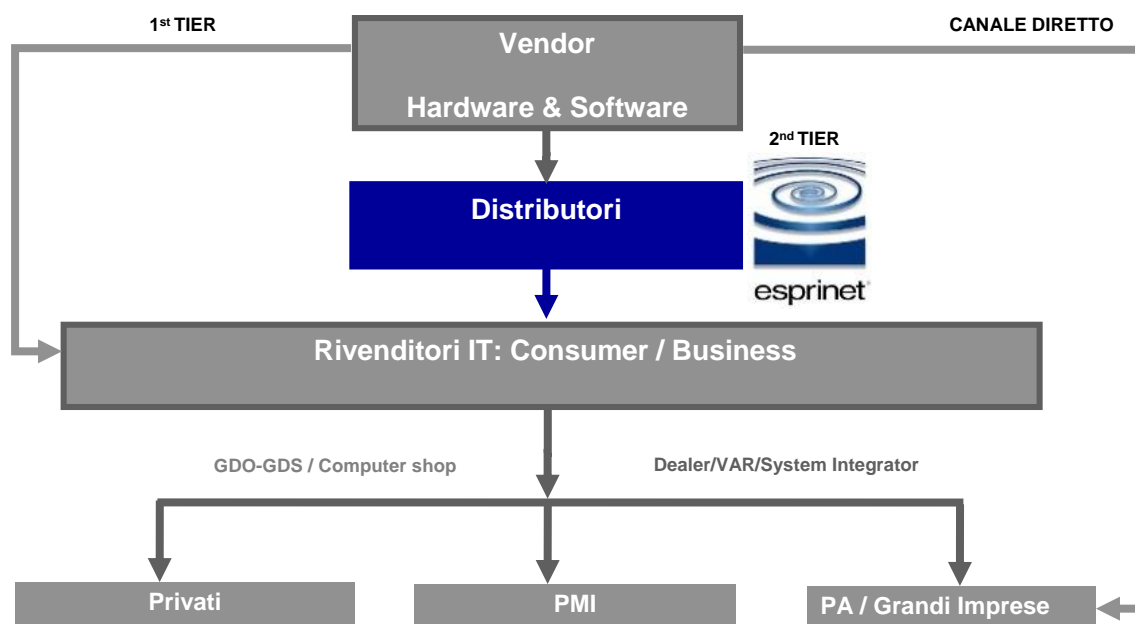 1st TIER
CANALE DIRETTO
Vendor
Hardware & Software
2nd TIER
Distributori
esprinet®
Rivenditori IT: Consumer / Business
GDO-GDS / Computer shop
Dealer/VAR/System Integrator
Privati
PMI
PA / Grandi Imprese